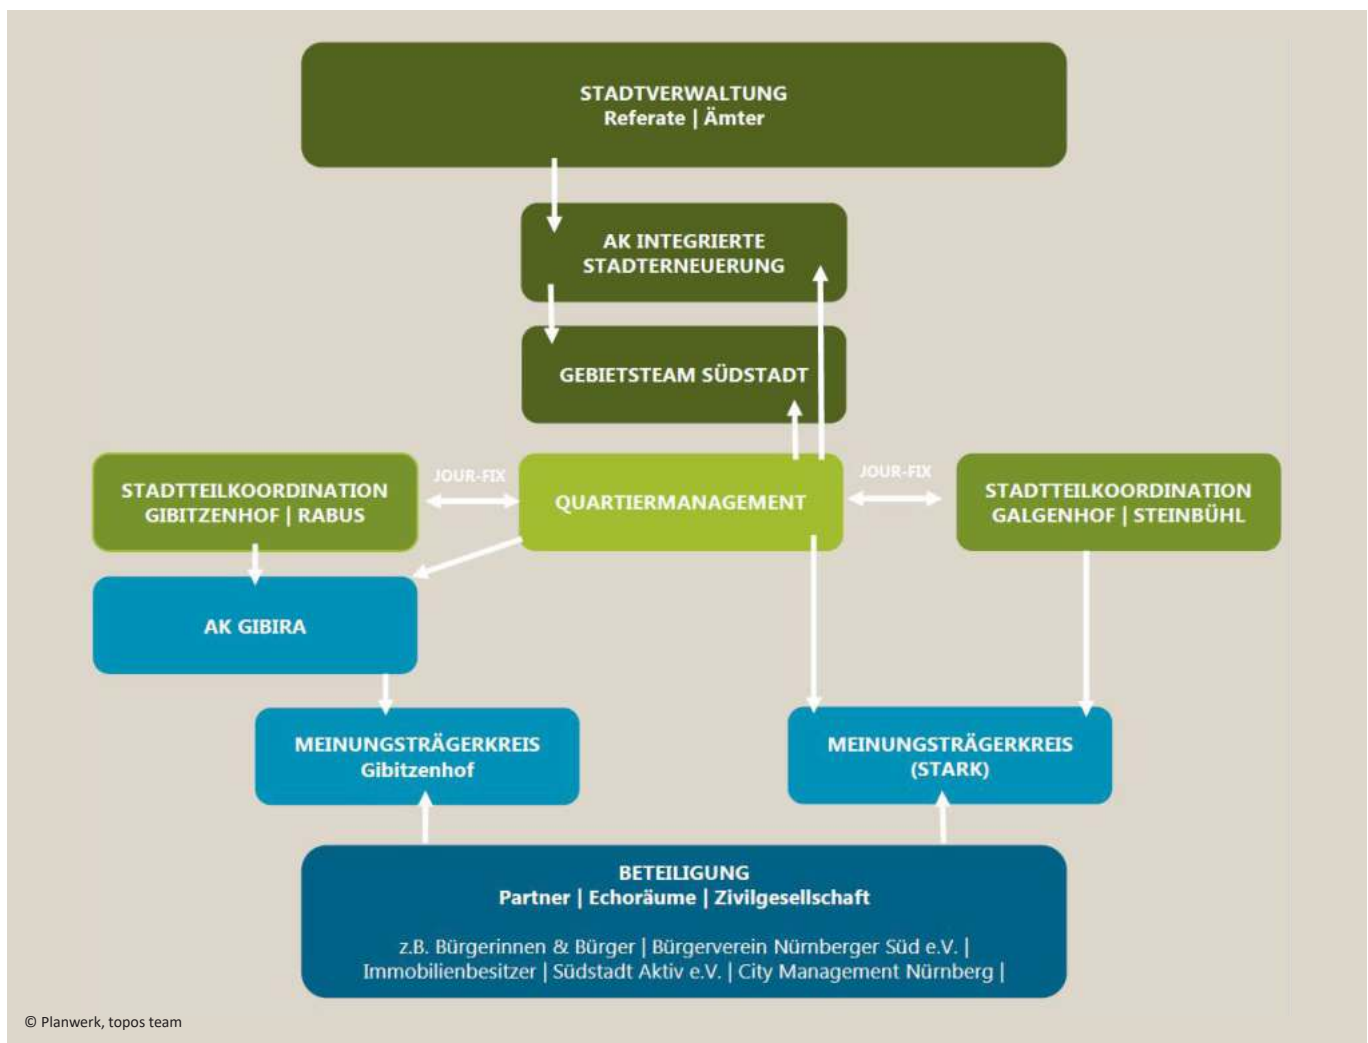 STADTVERWALTUNG
Referate | Ämter
AK INTEGRIERTE
STADTERNEUERUNG
GEBIETSTEAM SÜDSTADT
STADTTEILKOORDINATION
GIBITZENHOF | RABUS
JOUR-FIX
QUARTIERMANAGEMENT
JOUR-FIX
STADTTEILKOORDINATION
GALGENHOF | STEINBÜHL
AK GIBIRA
MEINUNGSTRÄGERKREIS
Gibitzenhof
MEINUNGSTRÄGERKREIS
(STARK)
BETEILIGUNG
Partner | Echoräume | Zivilgesellschaft
z.B. Bürgerinnen & Bürger | Bürgerverein Nürnberger Süd e.V. |
Immobilienbesitzer | Südstadt Aktiv e.V. | City Management Nürnberg |
© Planwerk, topos team